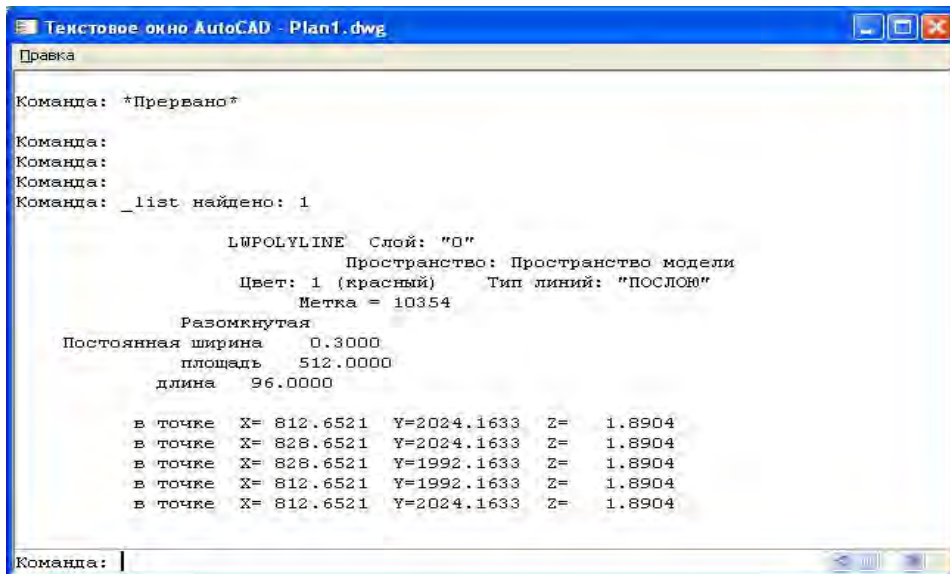 Текстовое окно AutoCAD - Plan1.dwg
Правка
Команда: *Прервано*
Команда:
Команда:
Команда:
Команда: _list найдено: 1
LWPOLYLINE Слой: "0"
Пространство: Пространство модели
Цвет: 1 (красный) Тип линий: "ПОСЛОЮ"
Метка = 10354
Разомкнутая
Постоянная ширина 0.3000
площадь 512.0000
длина 96.0000
в точке X= 812.6521 Y=2024.1633 Z= 1.8904
в точке X= 828.6521 Y=2024.1633 Z= 1.8904
в точке X= 828.6521 Y=1992.1633 Z= 1.8904
в точке X= 812.6521 Y=1992.1633 Z= 1.8904
в точке X= 812.6521 Y=2024.1633 Z= 1.8904
Команда: